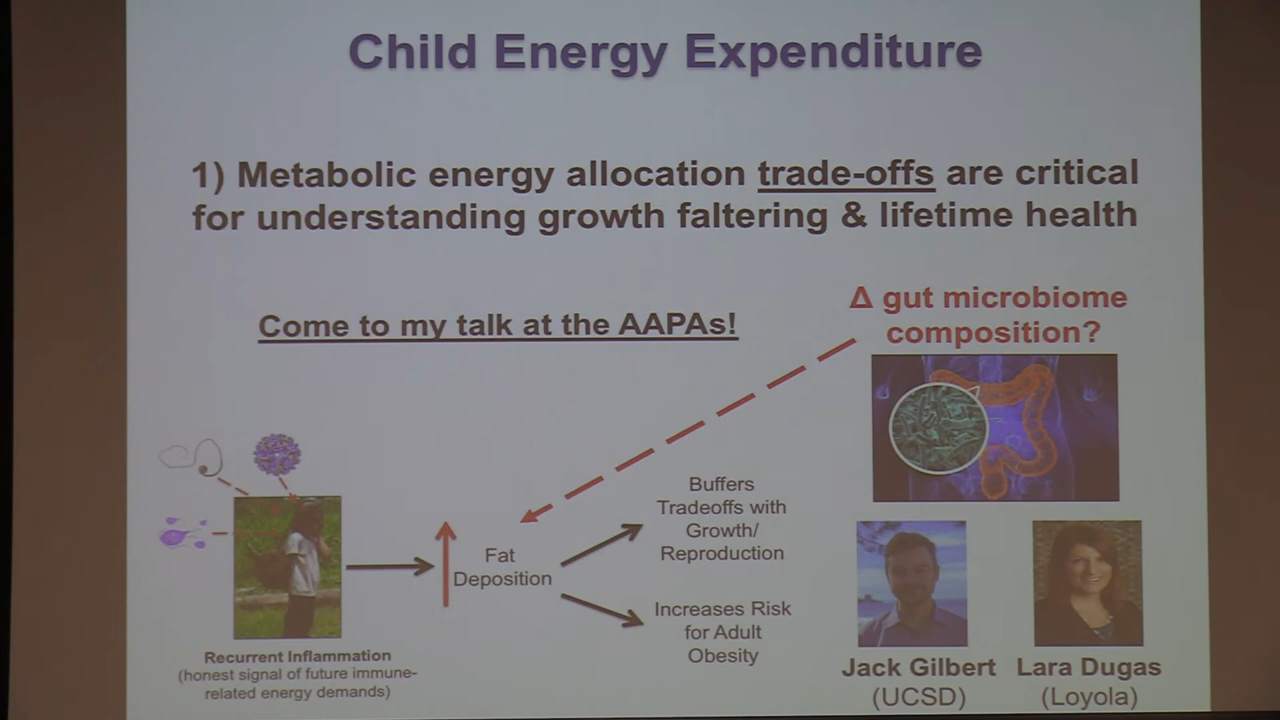 Child Energy Expenditure
1) Metabolic energy allocation trade-offs are critical
for understanding growth faltering & lifetime health
Come to my talk at the AAPAs!
Δ gut microbiome
composition?
Buffers
Tradeoffs with
Growth/
Reproduction
Fat
Deposition
Increases Risk
for Adult
Obesity
Recurrent Inflammation
(honest signal of future immune-
related energy demands)
Jack Gilbert
(UCSD)
Lara Dugas
(Loyola)